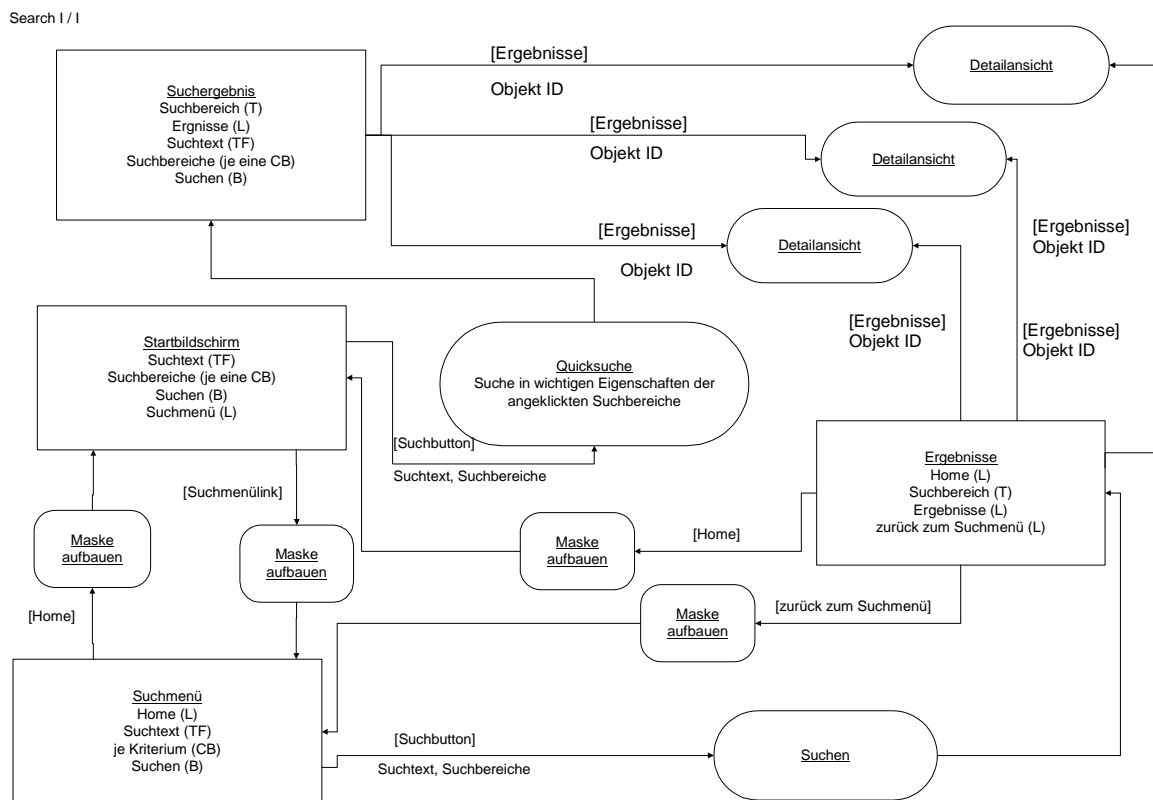 Search I / I
[Ergebnisse]
Objekt ID
Detailansicht
Suchergebnis
Suchbereich (T)
Ergnisse (L)
Suchtext (TF)
Suchbereiche (je eine CB)
Suchen (B)
[Ergebnisse]
Objekt ID
Detailansicht
[Ergebnisse]
Objekt ID
Detailansicht
[Ergebnisse]
Objekt ID
[Ergebnisse]
Objekt ID
[Ergebnisse]
Objekt ID
Startbildschirm
Suchtext (TF)
Suchbereiche (je eine CB)
Suchen (B)
Suchmenü (L)
Quicksuche
Suche in wichtigen Eigenschaften der
angeklickten Suchbereiche
[Suchbutton]
Suchtext, Suchbereiche
Ergebnisse
Home (L)
Suchbereich (T)
Ergebnisse (L)
zurück zum Suchmenü (L)
[Suchmenülink]
Maske
aufbauen
Maske
aufbauen
Maske
aufbauen
[Home]
[Home]
Maske
aufbauen
[zurück zum Suchmenü]
Suchmenü
Home (L)
Suchtext (TF)
je Kriterium (CB)
Suchen (B)
[Suchbutton]
Suchtext, Suchbereiche
Suchen